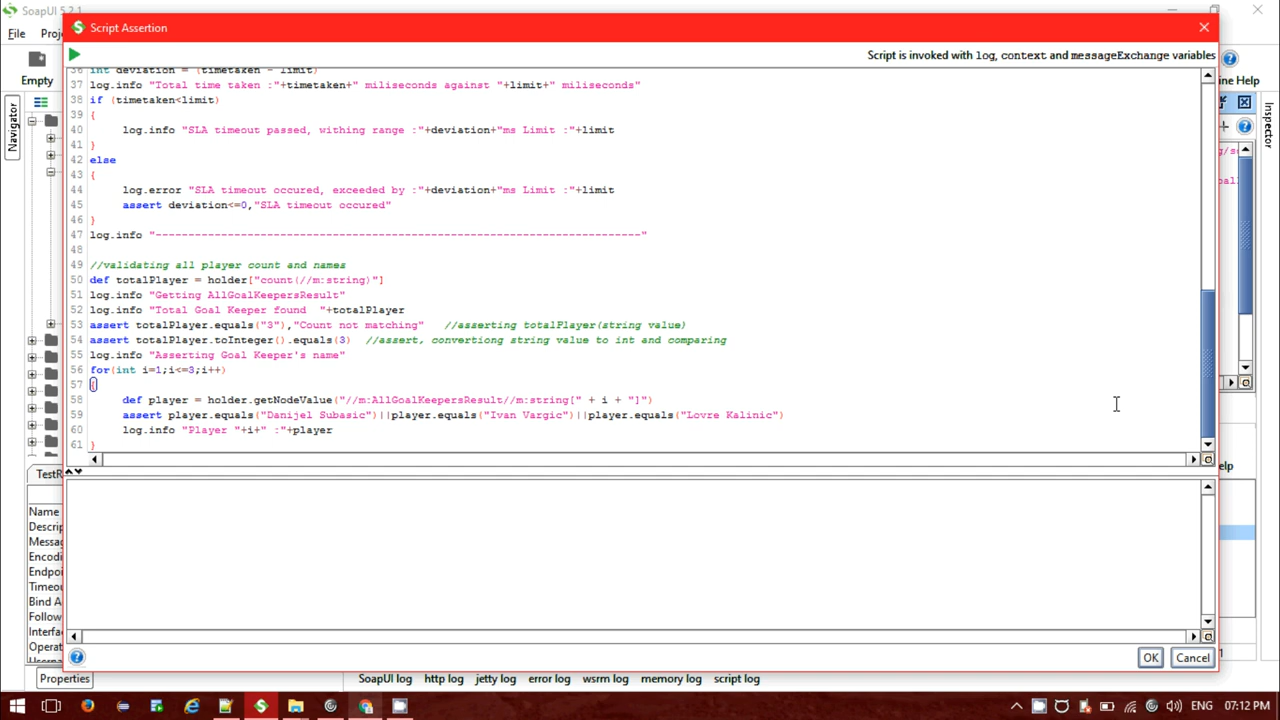 SoapUI 5.2.1
Script Assertion
File
Proj
Script is invoked with log, context and messageExchange variables
Empty
ine Help
Navigator
Inspector
36 int deviation = (timetaken - limit)
37 log.info "Total time taken :"+timetaken+" miliseconds against "+limit+" miliseconds"
38 if (timetaken<limit)
39 {
40 log.info "SLA timeout passed, withing range :"+deviation+"ms Limit :"+limit
41 }
42 else
43 {
44 log.error "SLA timeout occured, exceeded by :"+deviation+"ms Limit :"+limit
45 assert deviation<=0,"SLA timeout occured"
46 }
47 log.info "--------------------------------------------------------------------------"
48
49 //validating all player count and names
50 def totalPlayer = holder["count(//m:string)"]
51 log.info "Getting AllGoalKeepersResult"
52 log.info "Total Goal Keeper found  "+totalPlayer
53 assert totalPlayer.equals("3"),"Count not matching" //asserting totalPlayer(string value)
54 assert totalPlayer.toInteger().equals(3) //assert, convertiong string value to int and comparing
55 log.info "Asserting Goal Keeper's name"
56 for(int i=1;i<=3;i++)
57 {
58 def player = holder.getNodeValue("//m:AllGoalKeepersResult//m:string[" + i + "]")
59 assert player.equals("Danijel Subasic")||player.equals("Ivan Vargic")||player.equals("Lovre Kalinic")
60 log.info "Player "+i+" :"+player
61 }
TestR
elp
Name
Descrip
Messa
Encodi
Endpoi
Timeou
Bind A
Follow
Interfa
Operat
OK
Cancel
Properties
SoapUI log
http log
jetty log
error log
wsrm log
memory log
script log
ENG
07:12 PM